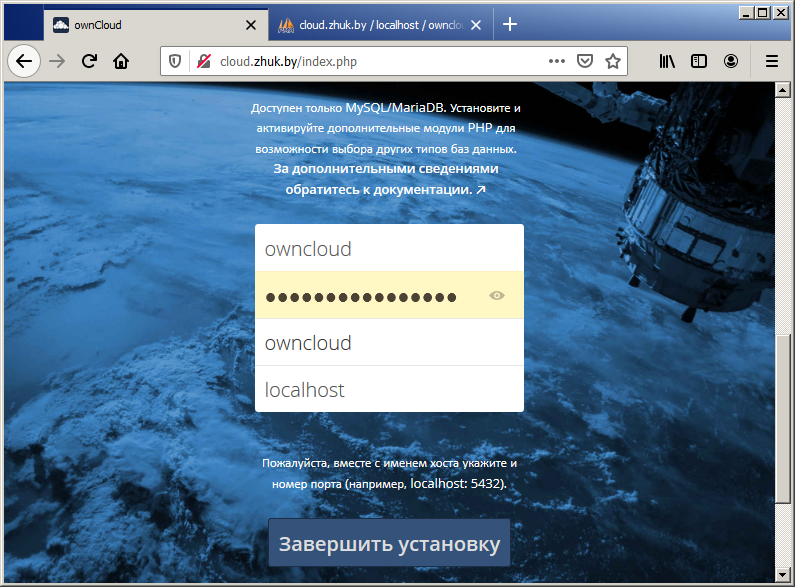 ownCloud
cloud.zhuk.by / localhost / ownclo
cloud.zhuk.by/index.php
Доступен только MySQL/MariaDB. Установите и
активируйте дополнительные модули PHP для
возможности выбора других типов баз данных.
За дополнительными сведениями
обратитесь к документации.
owncloud
owncloud
localhost
Пожалуйста, вместе с именем хоста укажите и
номер порта (например, localhost: 5432).
Завершить установку